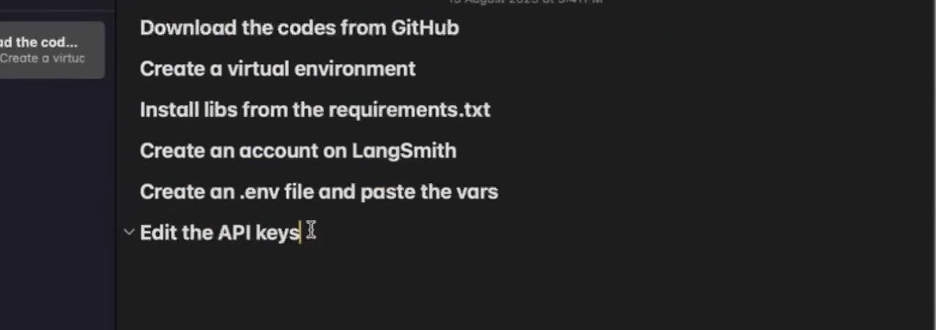 Download the codes from GitHub
ad the cod...
Create a virtual environment
Create a virtuc
Install libs from the requirements.txt
Create an account on LangSmith
Create an .env file and paste the vars
Edit the API keys